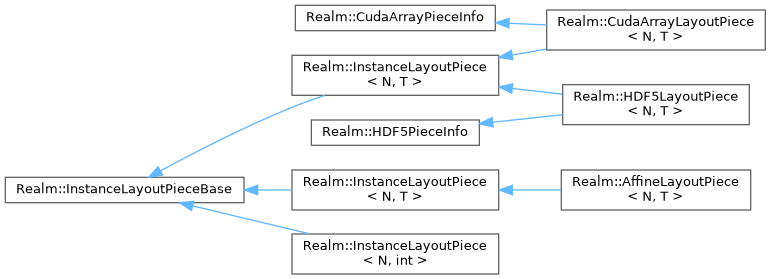 Realm::CudaArrayPieceInfo
Realm::CudaArrayLayoutPiece
< N, T >
Realm::InstanceLayoutPiece
< N, T >
Realm::HDF5LayoutPiece
< N, T >
Realm::HDF5PieceInfo
Realm::InstanceLayoutPieceBase
Realm::InstanceLayoutPiece
< N, T >
Realm::AffineLayoutPiece
< N, T >
Realm::InstanceLayoutPiece
< N, int >